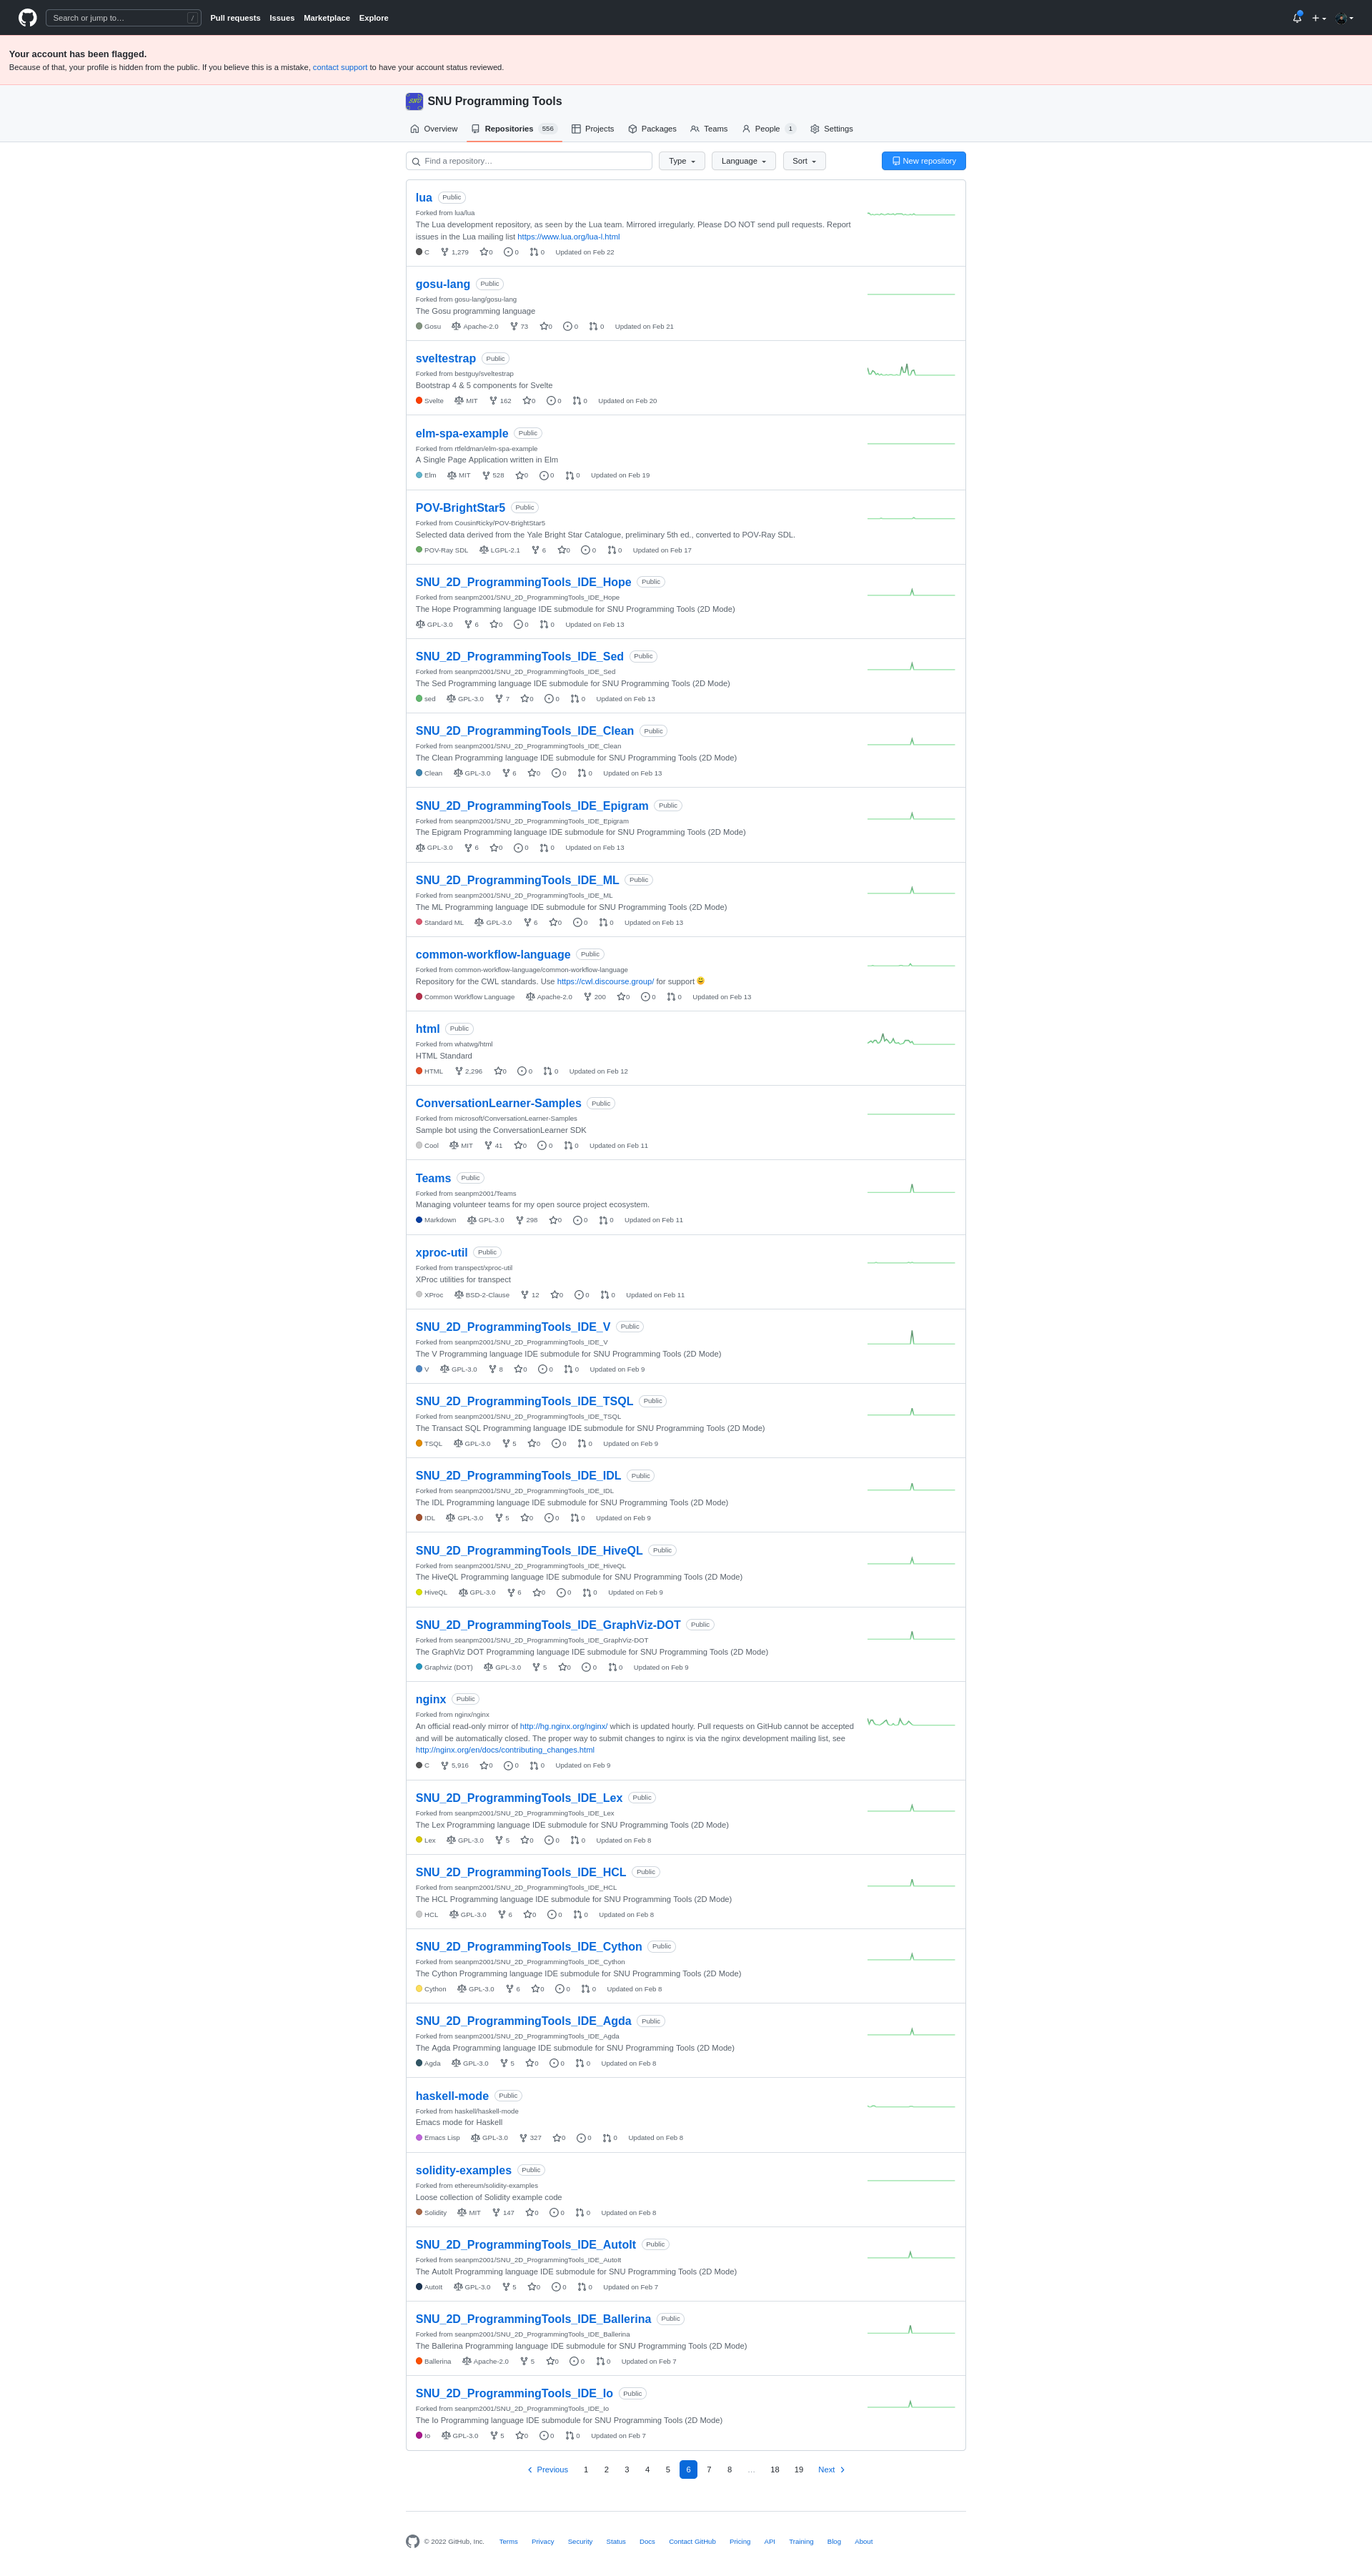 Search or jump to… /
Pull requests Issues Marketplace Explore
Your account has been flagged.
Because of that, your profile is hidden from the public. If you believe this is a mistake, contact support to have your account status reviewed.
SNU Programming Tools
Overview Repositories 556 Projects Packages Teams People 1 Settings
Find a repository… Type Language Sort New repository
lua Public
Forked from lua/lua
The Lua development repository, as seen by the Lua team. Mirrored irregularly. Please DO NOT send pull requests. Report
issues in the Lua mailing list https://www.lua.org/lua-l.html
C 1,279 0 0 0 Updated on Feb 22
gosu-lang Public
Forked from gosu-lang/gosu-lang
The Gosu programming language
Gosu Apache-2.0 73 0 0 0 Updated on Feb 21
sveltestrap Public
Forked from bestguy/sveltestrap
Bootstrap 4 & 5 components for Svelte
Svelte MIT 162 0 0 0 Updated on Feb 20
elm-spa-example Public
Forked from rtfeldman/elm-spa-example
A Single Page Application written in Elm
Elm MIT 528 0 0 0 Updated on Feb 19
POV-BrightStar5 Public
Forked from CousinRicky/POV-BrightStar5
Selected data derived from the Yale Bright Star Catalogue, preliminary 5th ed., converted to POV-Ray SDL.
POV-Ray SDL LGPL-2.1 6 0 0 0 Updated on Feb 17
SNU_2D_ProgrammingTools_IDE_Hope Public
Forked from seanpm2001/SNU_2D_ProgrammingTools_IDE_Hope
The Hope Programming language IDE submodule for SNU Programming Tools (2D Mode)
GPL-3.0 6 0 0 0 Updated on Feb 13
SNU_2D_ProgrammingTools_IDE_Sed Public
Forked from seanpm2001/SNU_2D_ProgrammingTools_IDE_Sed
The Sed Programming language IDE submodule for SNU Programming Tools (2D Mode)
sed GPL-3.0 7 0 0 0 Updated on Feb 13
SNU_2D_ProgrammingTools_IDE_Clean Public
Forked from seanpm2001/SNU_2D_ProgrammingTools_IDE_Clean
The Clean Programming language IDE submodule for SNU Programming Tools (2D Mode)
Clean GPL-3.0 6 0 0 0 Updated on Feb 13
SNU_2D_ProgrammingTools_IDE_Epigram Public
Forked from seanpm2001/SNU_2D_ProgrammingTools_IDE_Epigram
The Epigram Programming language IDE submodule for SNU Programming Tools (2D Mode)
GPL-3.0 6 0 0 0 Updated on Feb 13
SNU_2D_ProgrammingTools_IDE_ML Public
Forked from seanpm2001/SNU_2D_ProgrammingTools_IDE_ML
The ML Programming language IDE submodule for SNU Programming Tools (2D Mode)
Standard ML GPL-3.0 6 0 0 0 Updated on Feb 13
common-workflow-language Public
Forked from common-workflow-language/common-workflow-language
Repository for the CWL standards. Use https://cwl.discourse.group/ for support 😃
Common Workflow Language Apache-2.0 200 0 0 0 Updated on Feb 13
html Public
Forked from whatwg/html
HTML Standard
HTML 2,296 0 0 0 Updated on Feb 12
ConversationLearner-Samples Public
Forked from microsoft/ConversationLearner-Samples
Sample bot using the ConversationLearner SDK
Cool MIT 41 0 0 0 Updated on Feb 11
Teams Public
Forked from seanpm2001/Teams
Managing volunteer teams for my open source project ecosystem.
Markdown GPL-3.0 298 0 0 0 Updated on Feb 11
xproc-util Public
Forked from transpect/xproc-util
XProc utilities for transpect
XProc BSD-2-Clause 12 0 0 0 Updated on Feb 11
SNU_2D_ProgrammingTools_IDE_V Public
Forked from seanpm2001/SNU_2D_ProgrammingTools_IDE_V
The V Programming language IDE submodule for SNU Programming Tools (2D Mode)
V GPL-3.0 8 0 0 0 Updated on Feb 9
SNU_2D_ProgrammingTools_IDE_TSQL Public
Forked from seanpm2001/SNU_2D_ProgrammingTools_IDE_TSQL
The Transact SQL Programming language IDE submodule for SNU Programming Tools (2D Mode)
TSQL GPL-3.0 5 0 0 0 Updated on Feb 9
SNU_2D_ProgrammingTools_IDE_IDL Public
Forked from seanpm2001/SNU_2D_ProgrammingTools_IDE_IDL
The IDL Programming language IDE submodule for SNU Programming Tools (2D Mode)
IDL GPL-3.0 5 0 0 0 Updated on Feb 9
SNU_2D_ProgrammingTools_IDE_HiveQL Public
Forked from seanpm2001/SNU_2D_ProgrammingTools_IDE_HiveQL
The HiveQL Programming language IDE submodule for SNU Programming Tools (2D Mode)
HiveQL GPL-3.0 6 0 0 0 Updated on Feb 9
SNU_2D_ProgrammingTools_IDE_GraphViz-DOT Public
Forked from seanpm2001/SNU_2D_ProgrammingTools_IDE_GraphViz-DOT
The GraphViz DOT Programming language IDE submodule for SNU Programming Tools (2D Mode)
Graphviz (DOT) GPL-3.0 5 0 0 0 Updated on Feb 9
nginx Public
Forked from nginx/nginx
An official read-only mirror of http://hg.nginx.org/nginx/ which is updated hourly. Pull requests on GitHub cannot be accepted
and will be automatically closed. The proper way to submit changes to nginx is via the nginx development mailing list, see
http://nginx.org/en/docs/contributing_changes.html
C 5,916 0 0 0 Updated on Feb 9
SNU_2D_ProgrammingTools_IDE_Lex Public
Forked from seanpm2001/SNU_2D_ProgrammingTools_IDE_Lex
The Lex Programming language IDE submodule for SNU Programming Tools (2D Mode)
Lex GPL-3.0 5 0 0 0 Updated on Feb 8
SNU_2D_ProgrammingTools_IDE_HCL Public
Forked from seanpm2001/SNU_2D_ProgrammingTools_IDE_HCL
The HCL Programming language IDE submodule for SNU Programming Tools (2D Mode)
HCL GPL-3.0 6 0 0 0 Updated on Feb 8
SNU_2D_ProgrammingTools_IDE_Cython Public
Forked from seanpm2001/SNU_2D_ProgrammingTools_IDE_Cython
The Cython Programming language IDE submodule for SNU Programming Tools (2D Mode)
Cython GPL-3.0 6 0 0 0 Updated on Feb 8
SNU_2D_ProgrammingTools_IDE_Agda Public
Forked from seanpm2001/SNU_2D_ProgrammingTools_IDE_Agda
The Agda Programming language IDE submodule for SNU Programming Tools (2D Mode)
Agda GPL-3.0 5 0 0 0 Updated on Feb 8
haskell-mode Public
Forked from haskell/haskell-mode
Emacs mode for Haskell
Emacs Lisp GPL-3.0 327 0 0 0 Updated on Feb 8
solidity-examples Public
Forked from ethereum/solidity-examples
Loose collection of Solidity example code
Solidity MIT 147 0 0 0 Updated on Feb 8
SNU_2D_ProgrammingTools_IDE_AutoIt Public
Forked from seanpm2001/SNU_2D_ProgrammingTools_IDE_AutoIt
The AutoIt Programming language IDE submodule for SNU Programming Tools (2D Mode)
AutoIt GPL-3.0 5 0 0 0 Updated on Feb 7
SNU_2D_ProgrammingTools_IDE_Ballerina Public
Forked from seanpm2001/SNU_2D_ProgrammingTools_IDE_Ballerina
The Ballerina Programming language IDE submodule for SNU Programming Tools (2D Mode)
Ballerina Apache-2.0 5 0 0 0 Updated on Feb 7
SNU_2D_ProgrammingTools_IDE_Io Public
Forked from seanpm2001/SNU_2D_ProgrammingTools_IDE_Io
The Io Programming language IDE submodule for SNU Programming Tools (2D Mode)
Io GPL-3.0 5 0 0 0 Updated on Feb 7
Previous 1 2 3 4 5 6 7 8 … 18 19 Next
© 2022 GitHub, Inc. Terms Privacy Security Status Docs Contact GitHub Pricing API Training Blog About